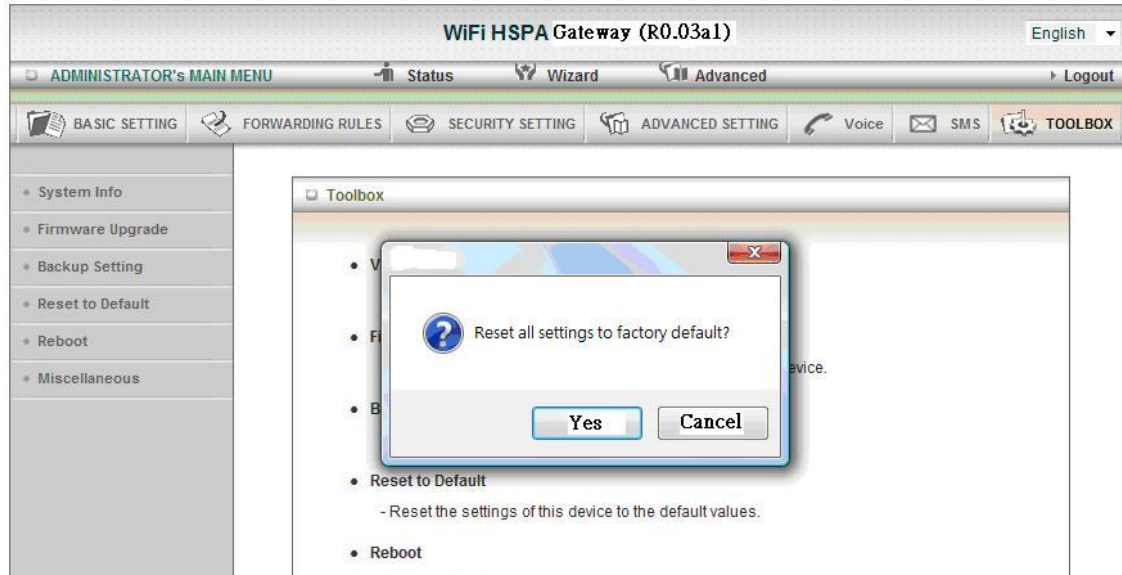 WiFi HSPA Gateway (R0.03a1)
English
ADMINISTRATOR's MAIN MENU
Status
Wizard
Advanced
Logout
BASIC SETTING
FORWARDING RULES
SECURITY SETTING
ADVANCED SETTING
Voice
SMS
TOOLBOX
System Info
Firmware Upgrade
Backup Setting
Reset to Default
Reboot
Miscellaneous
Toolbox
Reset all settings to factory default?
Yes
Cancel
Reset to Default
- Reset the settings of this device to the default values.
Reboot